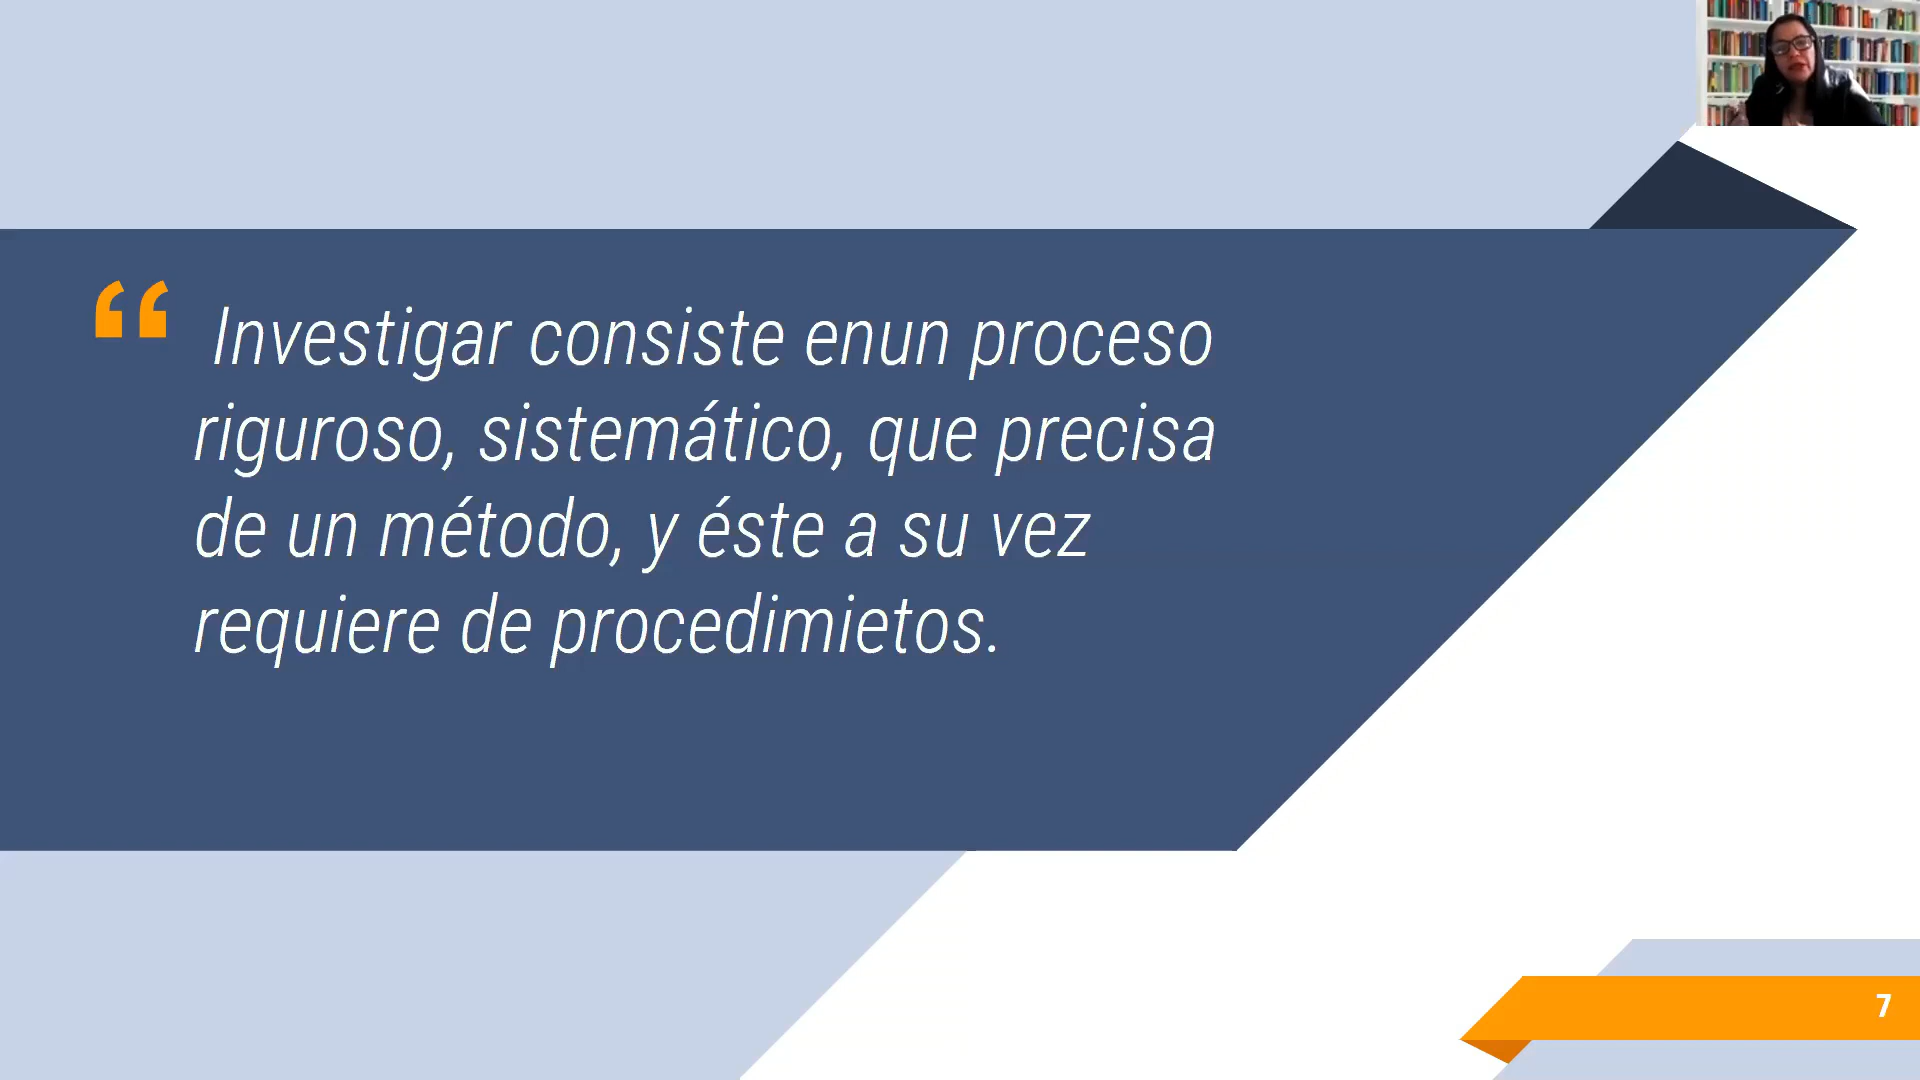 “ Investigar consiste enun proceso
riguroso, sistemático, que precisa
de un método, y éste a su vez
requiere de procedimietos.
7